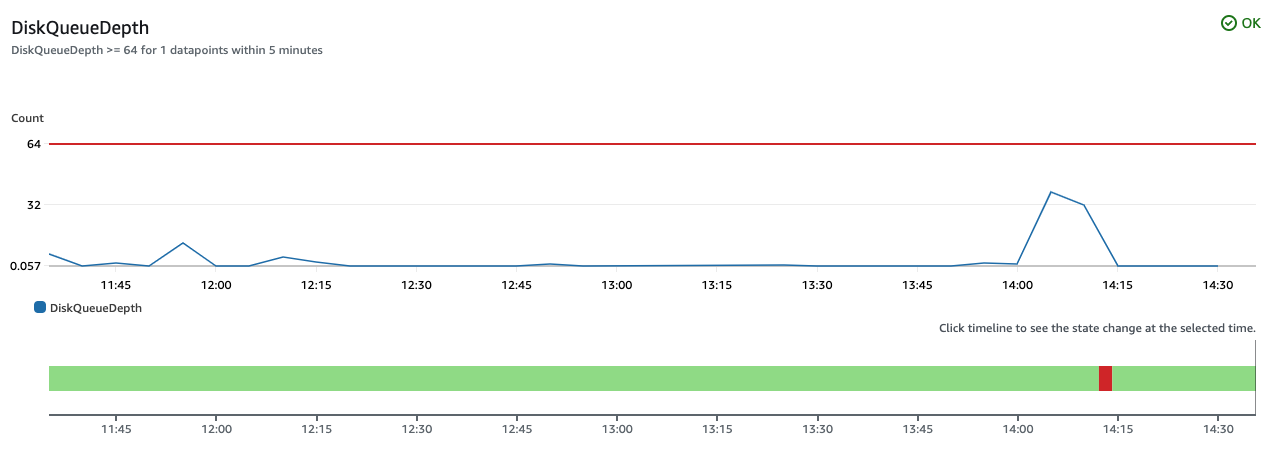 DiskQueueDepth
OK
DiskQueueDepth >= 64 for 1 datapoints within 5 minutes
Count
64
32
0.057
11:45 12:00 12:15 12:30 12:45 13:00 13:15 13:30 13:45 14:00 14:15 14:30
DiskQueueDepth
Click timeline to see the state change at the selected time.
11:45 12:00 12:15 12:30 12:45 13:00 13:15 13:30 13:45 14:00 14:15 14:30